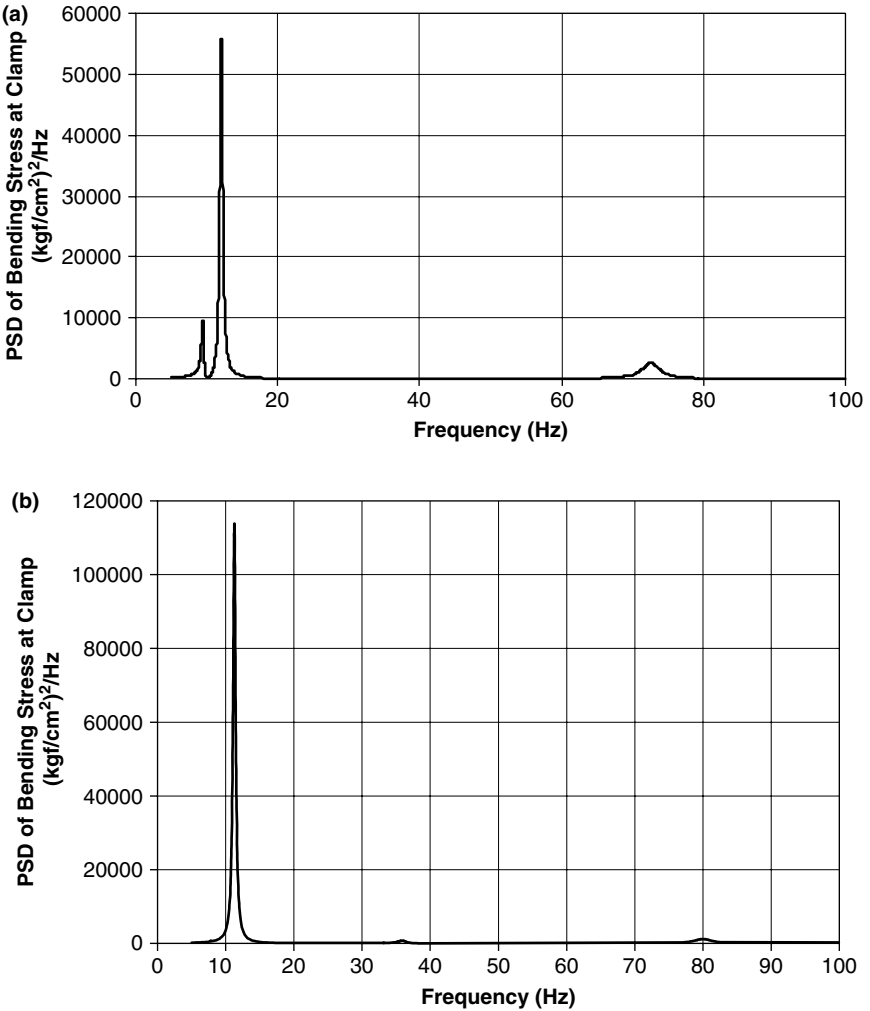 (a)
PSD of Bending Stress at Clamp
(kgf/cm²)²/Hz
60000
50000
40000
30000
20000
10000
0
0 20 40 60 80 100
Frequency (Hz)
(b)
PSD of Bending Stress at Clamp
(kgf/cm²)²/Hz
120000
100000
80000
60000
40000
20000
0
0 10 20 30 40 50 60 70 80 90 100
Frequency (Hz)